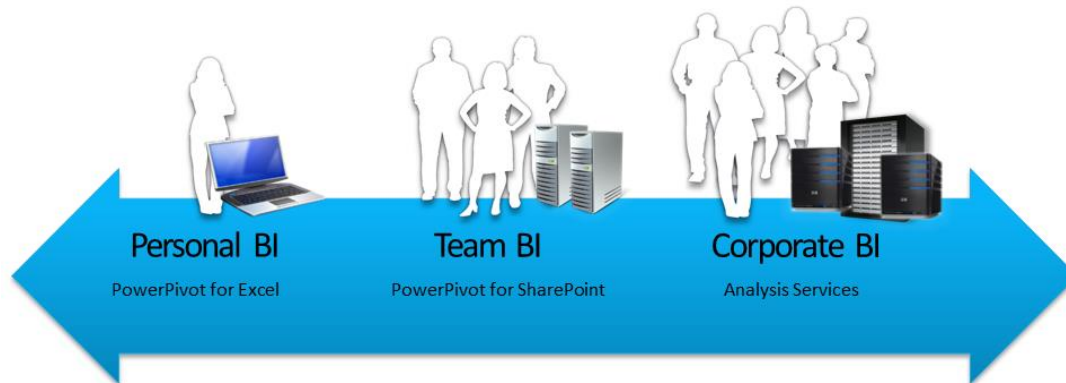 Personal BI
Team BI
Corporate BI
PowerPivot for Excel
PowerPivot for SharePoint
Analysis Services